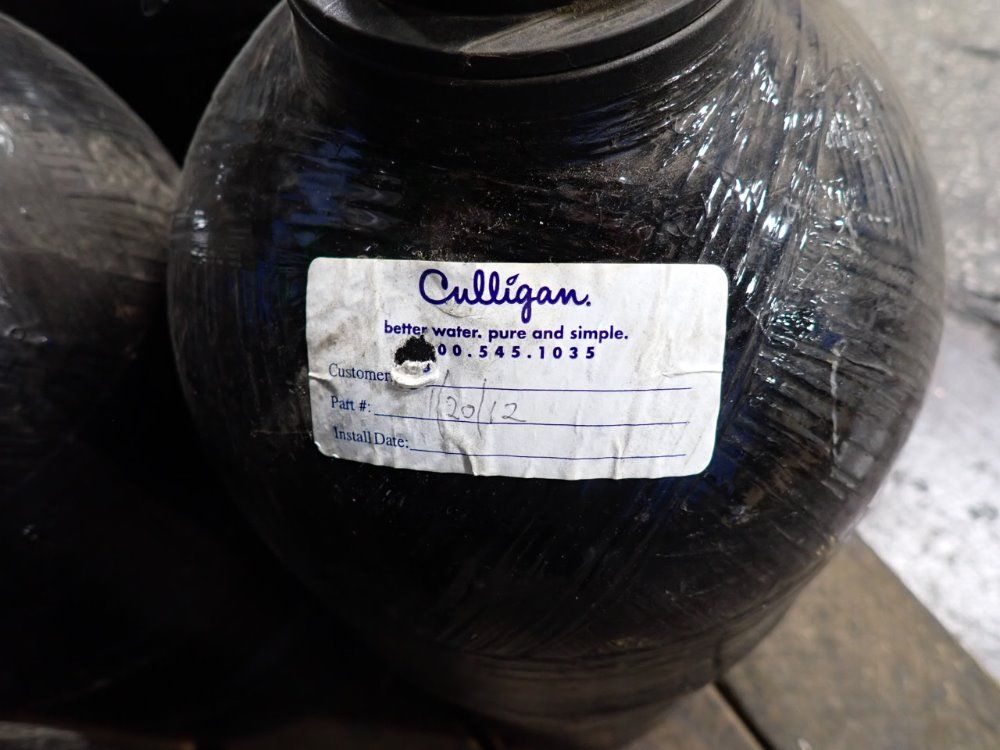 Culligan.
better water. pure and simple.
00.545.1035
Customer
Part #: 1/20/12
Install Date: